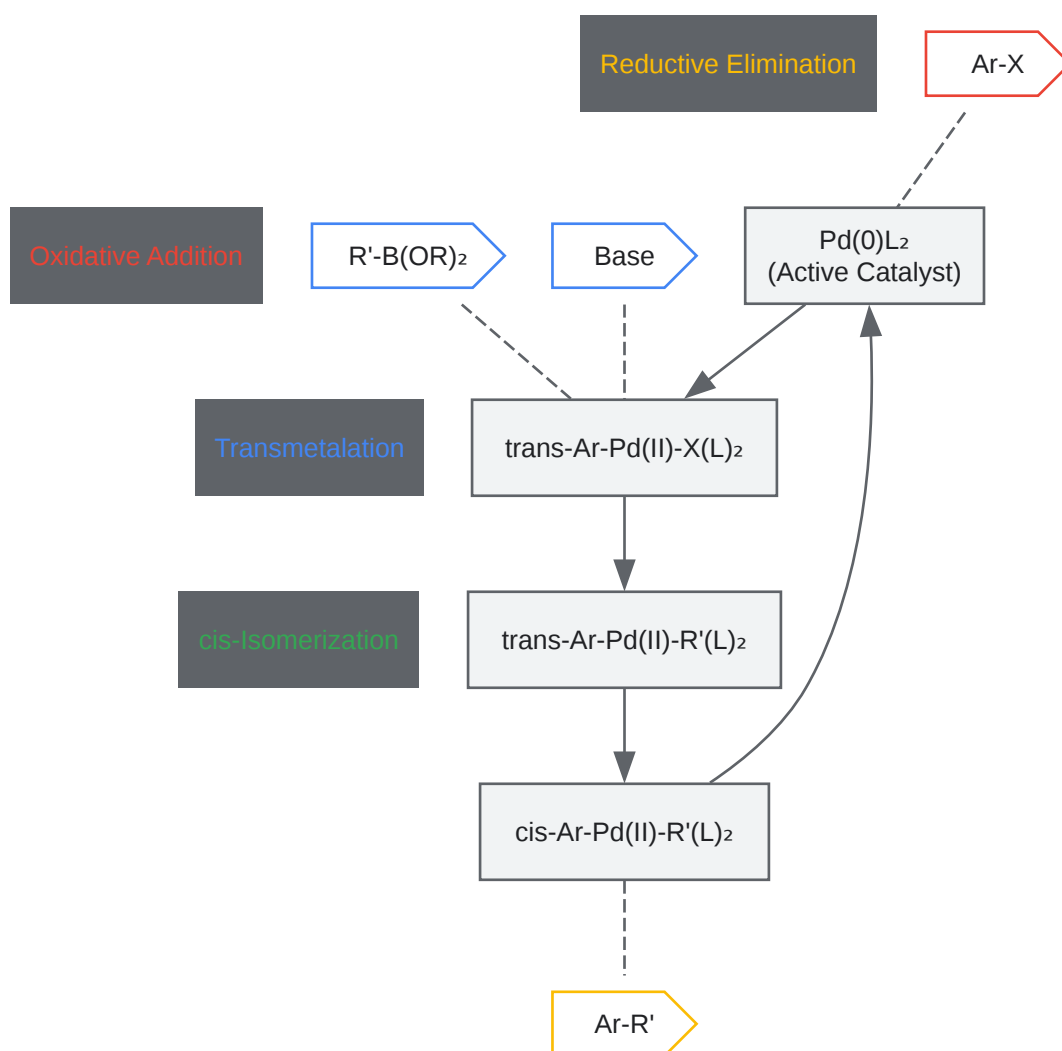 Reductive Elimination
Ar-X
Oxidative Addition
R'-B(OR)₂
Base
Pd(0)L₂
(Active Catalyst)
Transmetalation
trans-Ar-Pd(II)-X(L)₂
cis-Isomerization
trans-Ar-Pd(II)-R'(L)₂
cis-Ar-Pd(II)-R'(L)₂
Ar-R'